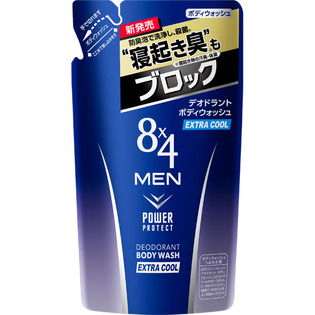 ボディウォッシュ
新発売
防臭泡で洗浄し、殺菌。
"寝起き臭"も
ブロック
デオドラント
ボディウォッシュ
EXTRA COOL
8x4
MEN
POWER
PROTECT
DEODORANT
BODY WASH
EXTRA COOL